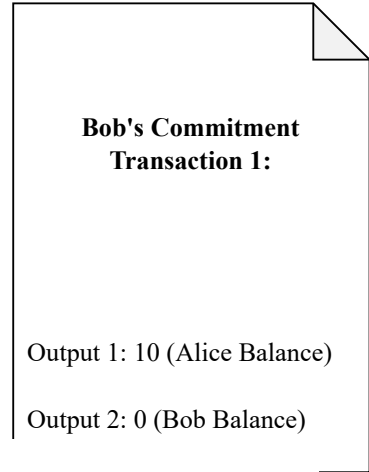 Bob's Commitment
Transaction 1:
Output 1: 10 (Alice Balance)
Output 2: 0 (Bob Balance)